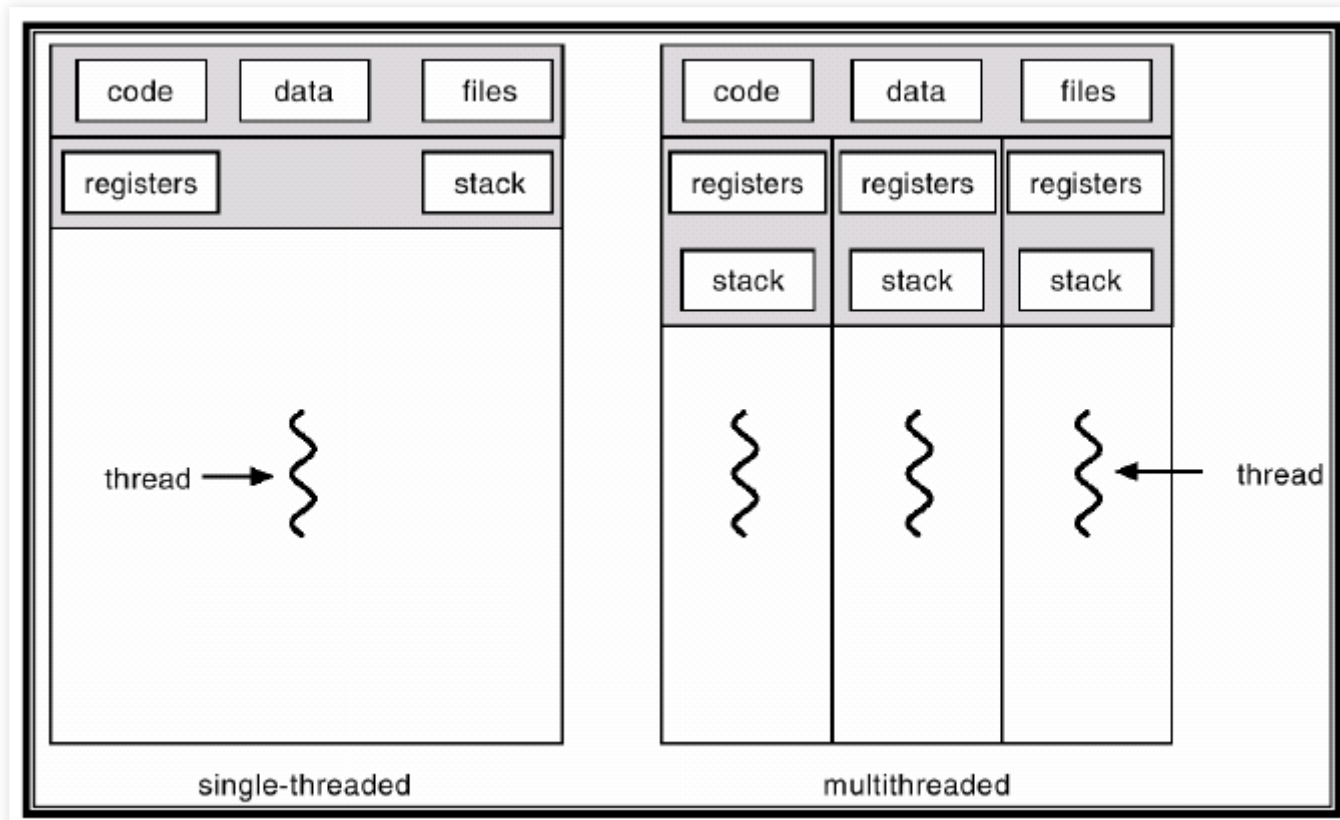 code data files
registers stack
thread
single-threaded
code data files
registers registers registers
stack stack stack
thread
multithreaded